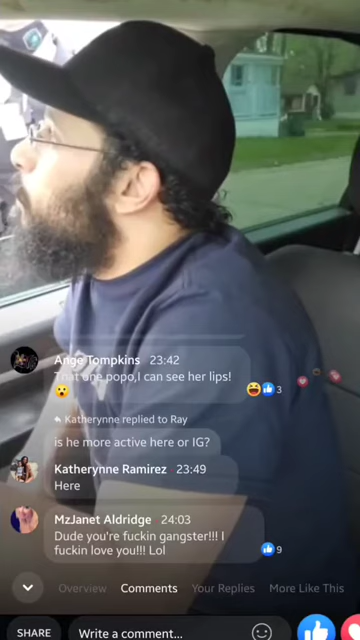 Ange Tompkins 23:42
That one popo,I can see her lips!
3
Katherynne replied to Ray
is he more active here or IG?
Katherynne Ramirez 23:49
Here
MzJanet Aldridge 24:03
Dude you're fuckin gangster!!! I
fuckin love you!!! Lol
9
Overview Comments Your Replies More Like This
SHARE Write a comment...